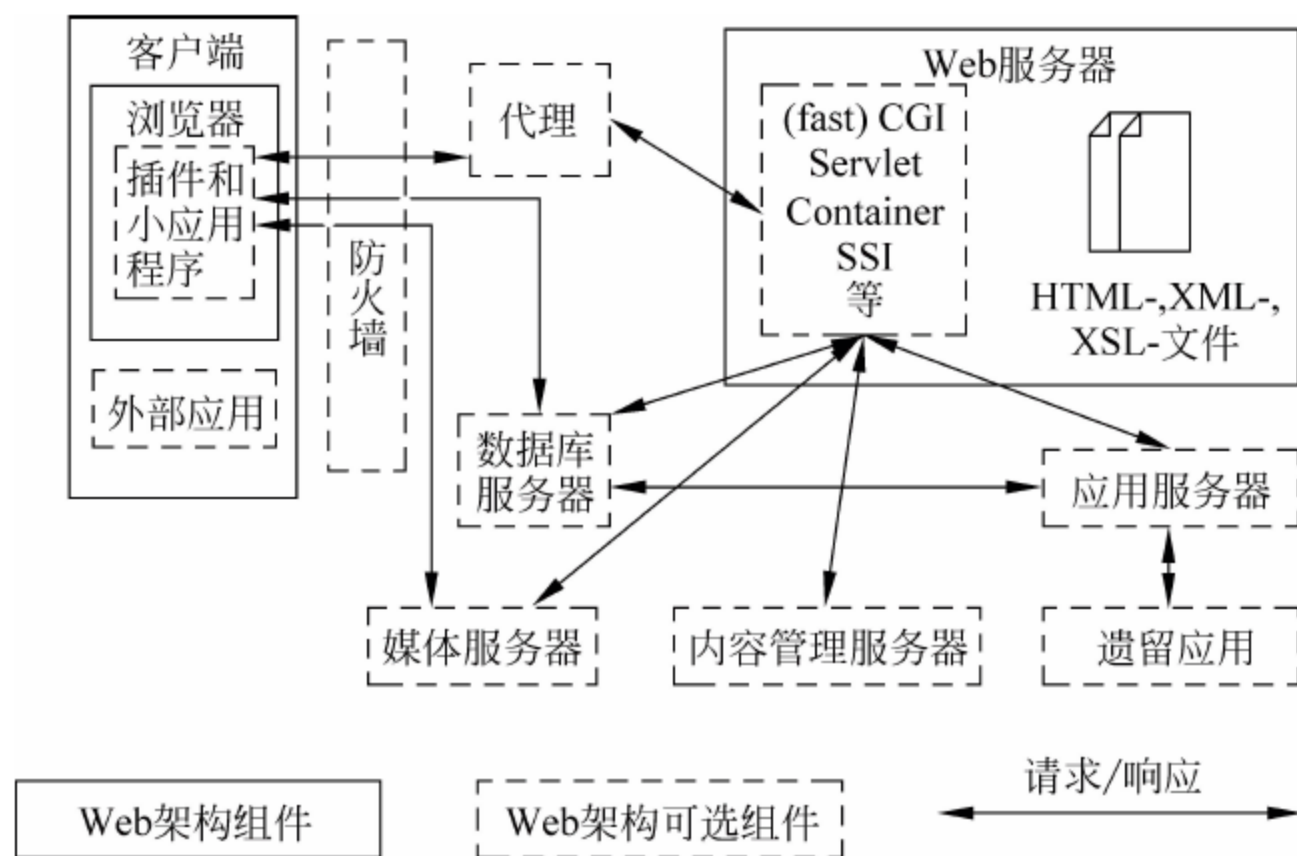 客户端
浏览器
插件和
小应用
程序
外部应用
防
火
墙
代理
Web服务器
(fast) CGI
Servlet
Container
SSI
等
HTML-,XML-,
XSL-文件
数据库
服务器
应用服务器
媒体服务器
内容管理服务器
遗留应用
Web架构组件
Web架构可选组件
请求/响应